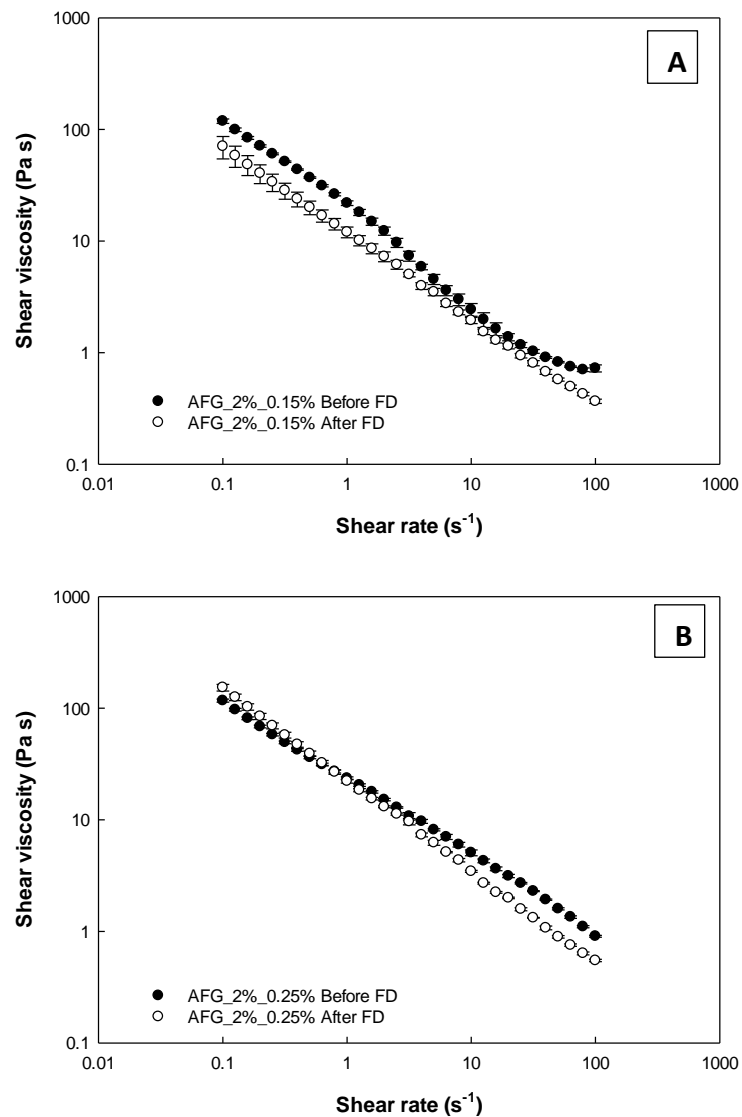 A
1000
100
10
1
0.1
Shear viscosity (Pa s)
AFG_2%_0.15% Before FD
AFG_2%_0.15% After FD
0.01 0.1 1 10 100 1000
Shear rate (s⁻¹)
B
1000
100
10
1
0.1
Shear viscosity (Pa s)
AFG_2%_0.25% Before FD
AFG_2%_0.25% After FD
0.01 0.1 1 10 100 1000
Shear rate (s⁻¹)